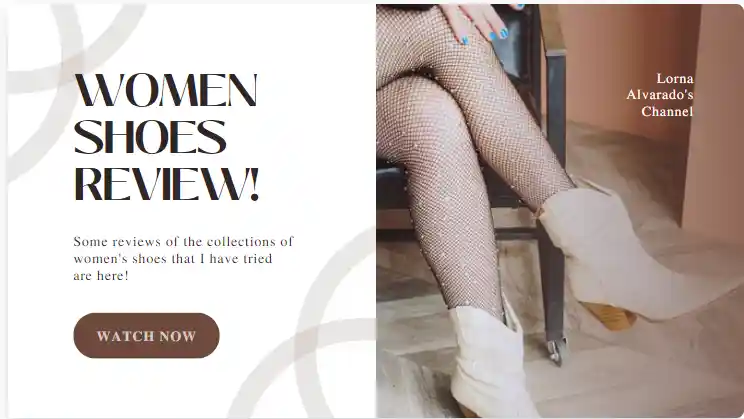 WOMEN
SHOES
REVIEW!
Some reviews of the collections of
women's shoes that I have tried
are here!
WATCH NOW
Lorna
Alvarado's
Channel